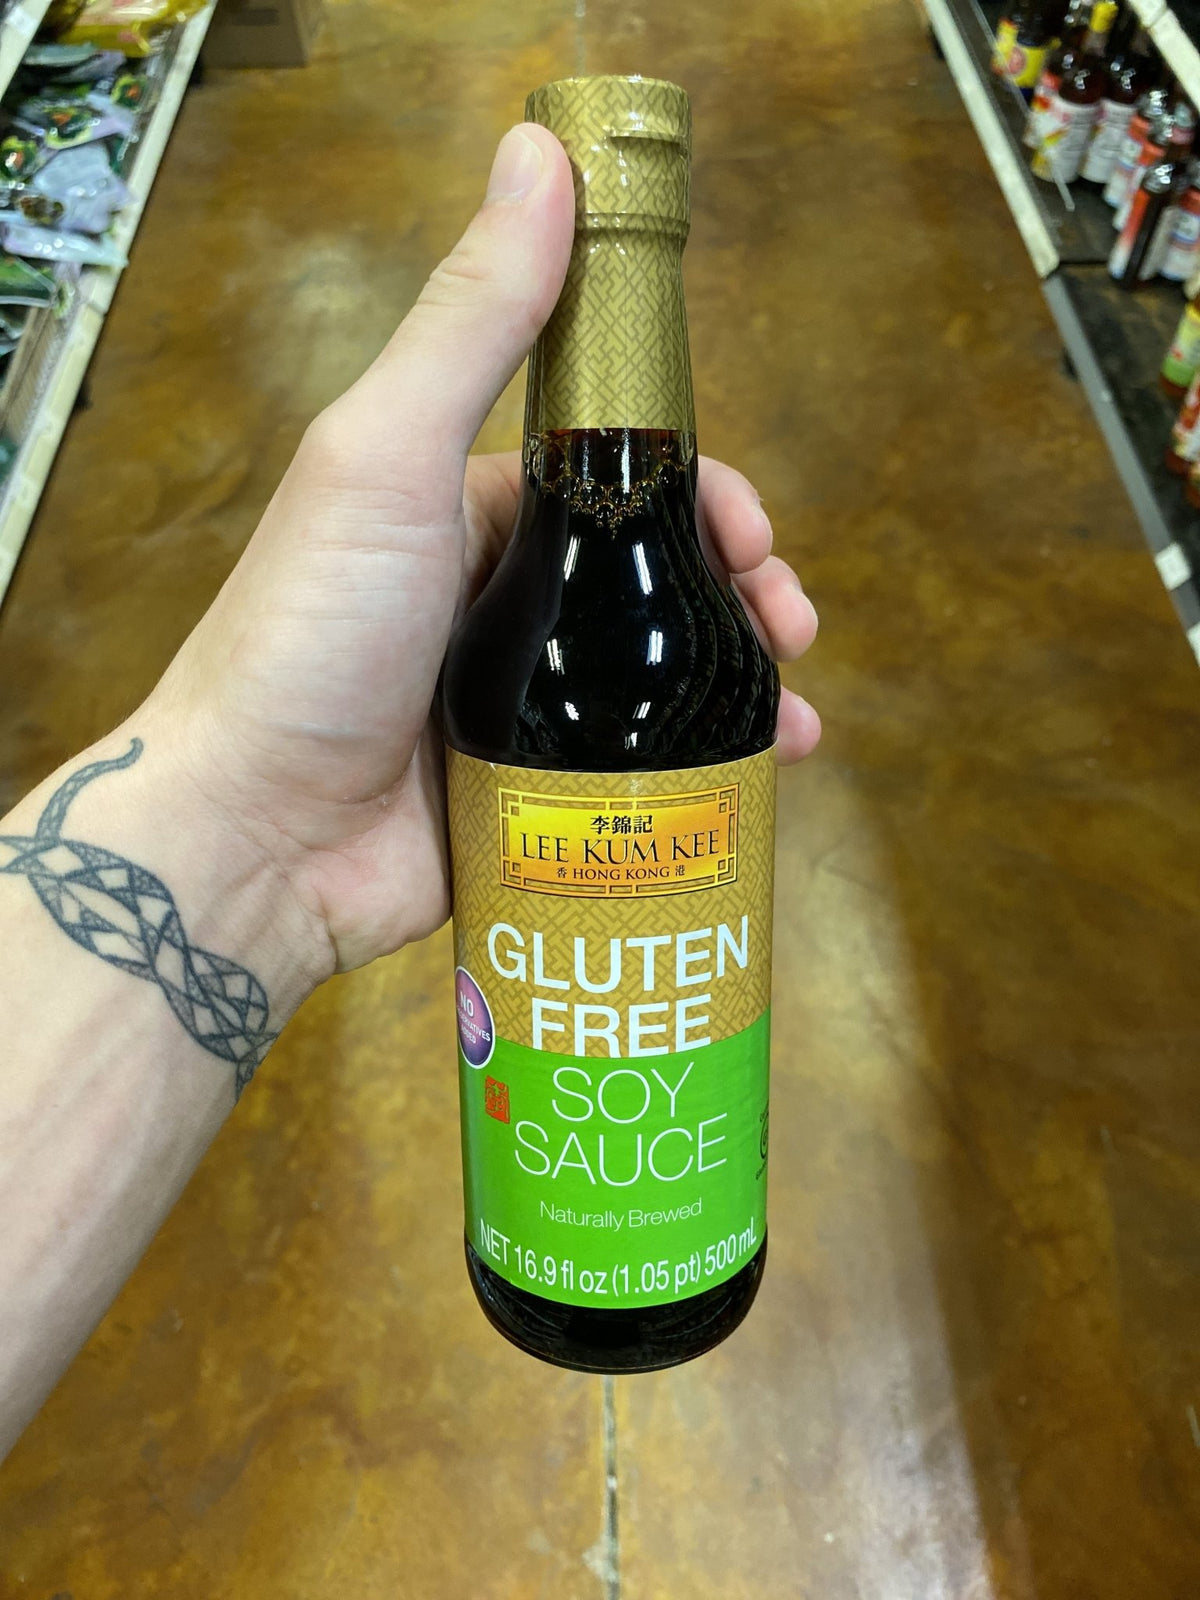 李錦記
LEE KUM KEE
香 HONG KONG 港
GLUTEN
FREE
NO
SOY
SAUCE
Naturally Brewed
NET 16.9 fl oz (1.05 pt) 500 mL